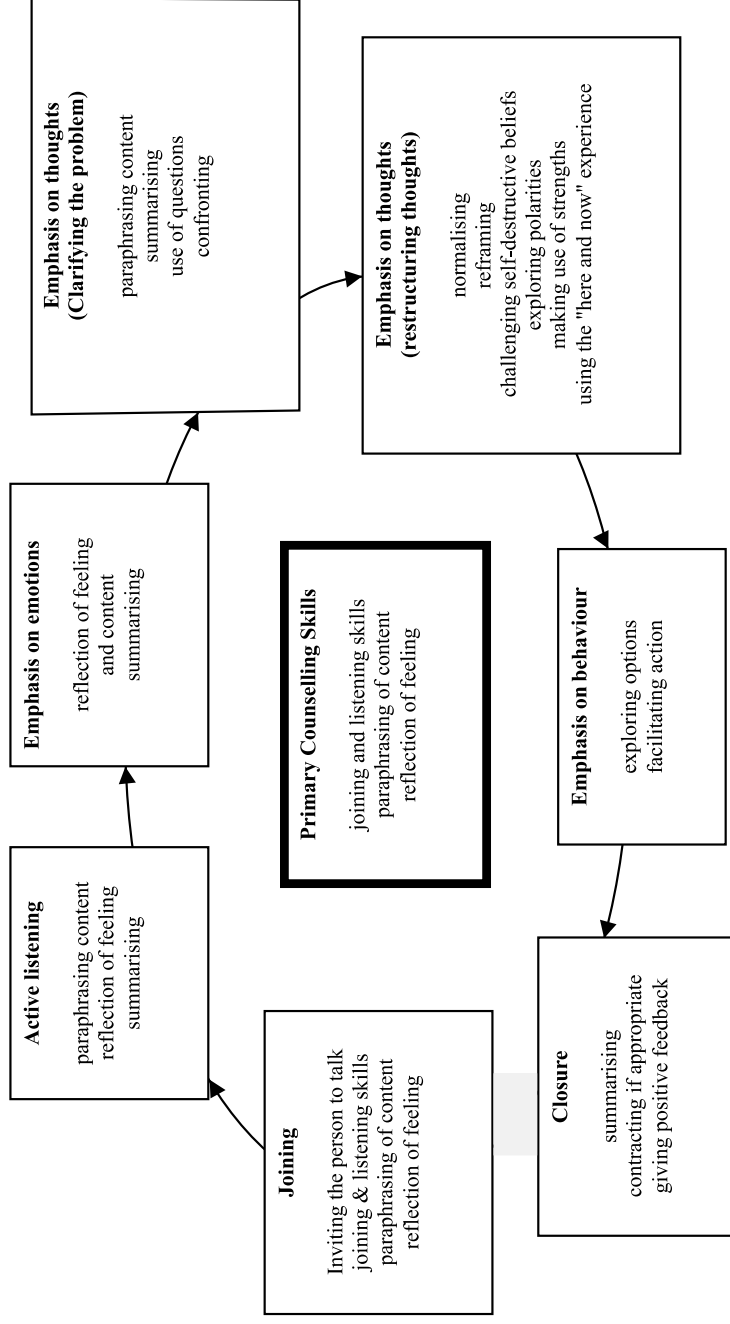 Joining
Inviting the person to talk
joining & listening skills
paraphrasing of content
reflection of feeling
Active listening
paraphrasing content
reflection of feeling
summarising
Emphasis on emotions
reflection of feeling
and content
summarising
Emphasis on thoughts
(Clarifying the problem)
paraphrasing content
summarising
use of questions
confronting
Emphasis on thoughts
(restructuring thoughts)
normalising
reframing
challenging self-destructive beliefs
exploring polarities
making use of strengths
using the "here and now" experience
Emphasis on behaviour
exploring options
facilitating action
Closure
summarising
contracting if appropriate
giving positive feedback
Primary Counselling Skills
joining and listening skills
paraphrasing of content
reflection of feeling